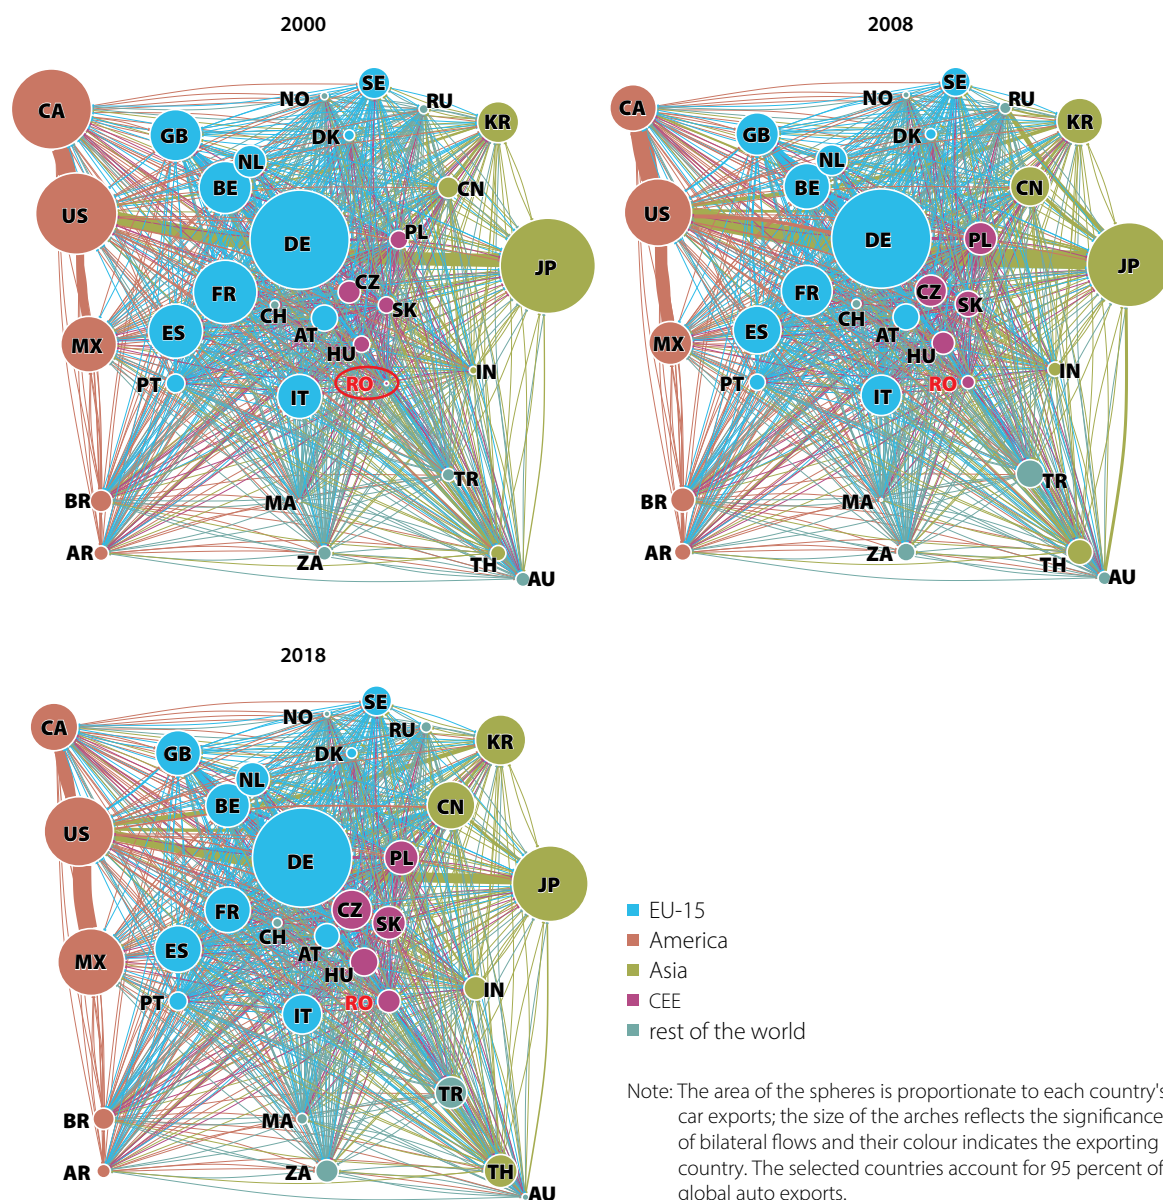 2000
2008
SE
NO
RU
CA
KR
GB
DK
NL
BE
CN
US
PL
DE
JP
CZ
FR
SK
CH
AT
ES
MX
HU
IN
PT
RO
IT
TR
BR
MA
AR
ZA
TH
AU
SE
NO
RU
CA
KR
GB
DK
NL
BE
CN
US
PL
DE
JP
CZ
FR
SK
CH
AT
ES
MX
HU
IN
PT
RO
IT
TR
BR
MA
AR
ZA
TH
AU
2018
SE
NO
RU
CA
KR
GB
DK
NL
BE
CN
US
PL
DE
JP
CZ
FR
SK
CH
AT
ES
MX
HU
IN
PT
RO
IT
TR
BR
MA
AR
ZA
TH
AU
EU-15
America
Asia
CEE
rest of the world
Note: The area of the spheres is proportionate to each country's
car exports; the size of the arches reflects the significance
of bilateral flows and their colour indicates the exporting
country. The selected countries account for 95 percent of
global auto exports.